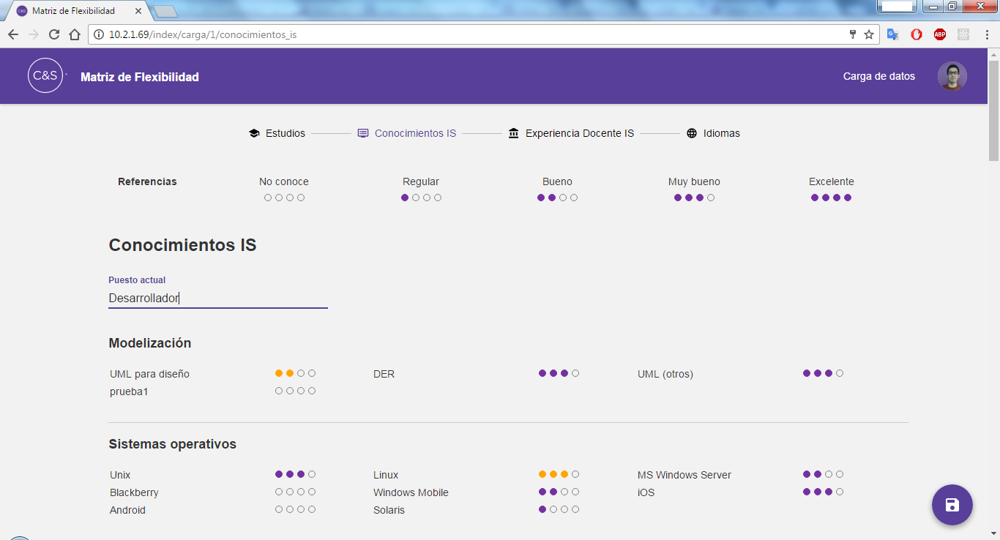 Matriz de Flexibilidad
10.2.1.69/index/carga/1/conocimientos_is
ABP
C&S Matriz de Flexibilidad Carga de datos
Estudios Conocimientos IS Experiencia Docente IS Idiomas
Referencias No conoce Regular Bueno Muy bueno Excelente
Conocimientos IS
Puesto actual
Desarrollador
Modelización
UML para diseño DER UML (otros)
prueba1
Sistemas operativos
Unix Linux MS Windows Server
Blackberry Windows Mobile iOS
Android Solaris